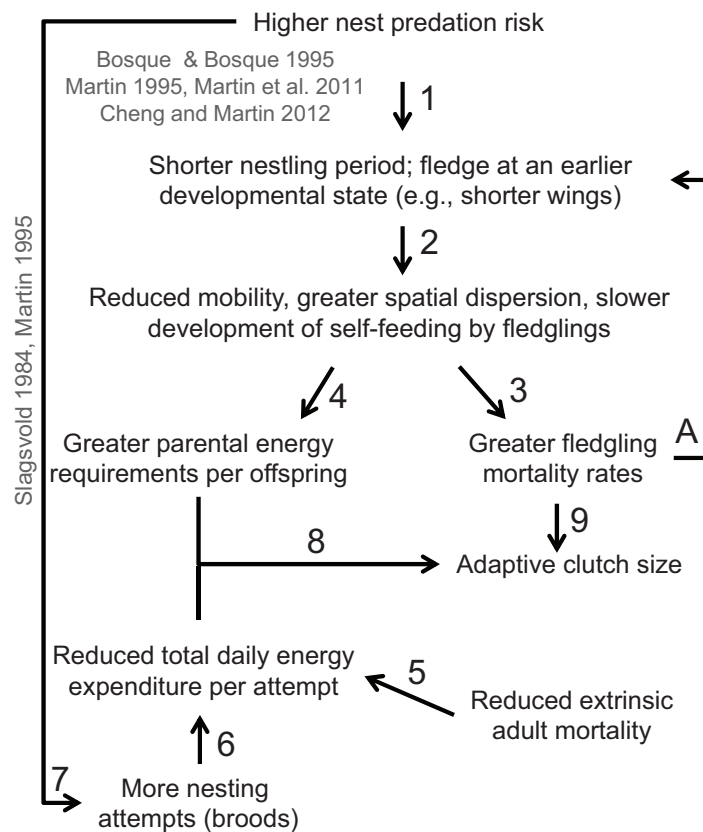 Higher nest predation risk
Bosque & Bosque 1995
Martin 1995, Martin et al. 2011
Cheng and Martin 2012
1
Shorter nestling period; fledge at an earlier
developmental state (e.g., shorter wings)
2
Reduced mobility, greater spatial dispersion, slower
development of self-feeding by fledglings
4
3
Greater parental energy
requirements per offspring
Greater fledgling
mortality rates
A
9
8
Adaptive clutch size
Slagsvold 1984, Martin 1995
Reduced total daily energy
expenditure per attempt
5
Reduced extrinsic
adult mortality
6
7
More nesting
attempts (broods)